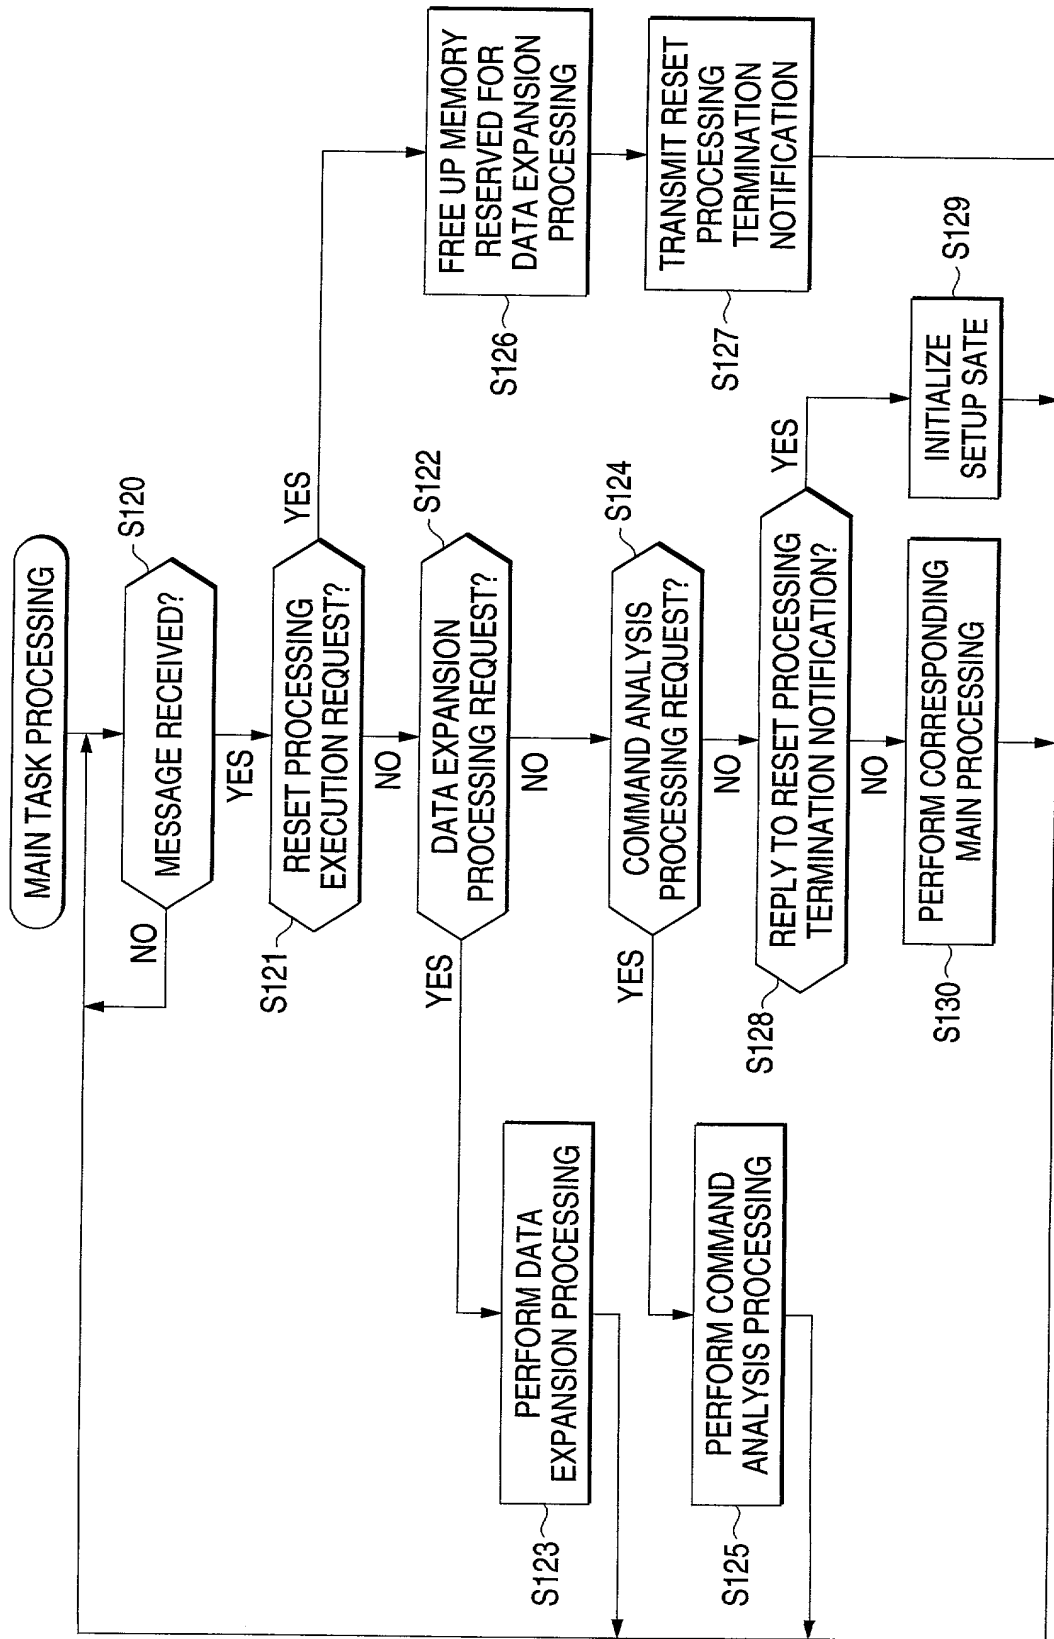 MAIN TASK PROCESSING
S120
MESSAGE RECEIVED?
NO
YES
S121
RESET PROCESSING
EXECUTION REQUEST?
YES
NO
S122
DATA EXPANSION
PROCESSING REQUEST?
YES
NO
FREE UP MEMORY
RESERVED FOR
DATA EXPANSION
PROCESSING
S126
PERFORM DATA
EXPANSION PROCESSING
S123
S124
COMMAND ANALYSIS
PROCESSING REQUEST?
YES
NO
TRANSMIT RESET
PROCESSING
TERMINATION
NOTIFICATION
S127
PERFORM COMMAND
ANALYSIS PROCESSING
S125
S128
REPLY TO RESET PROCESSING
TERMINATION NOTIFICATION?
YES
NO
S129
INITIALIZE
SETUP SATE
PERFORM CORRESPONDING
MAIN PROCESSING
S130